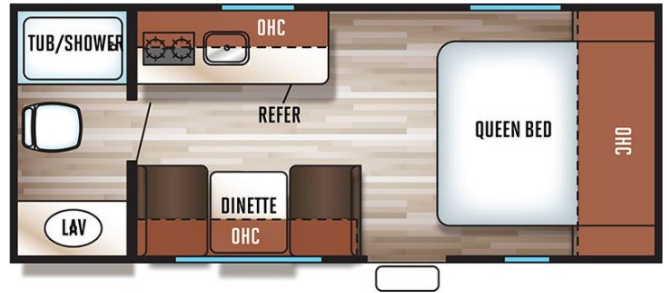 TUB/SHOWER
OHC
REFER
QUEEN BED
OHC
DINETTE
OHC
LAV